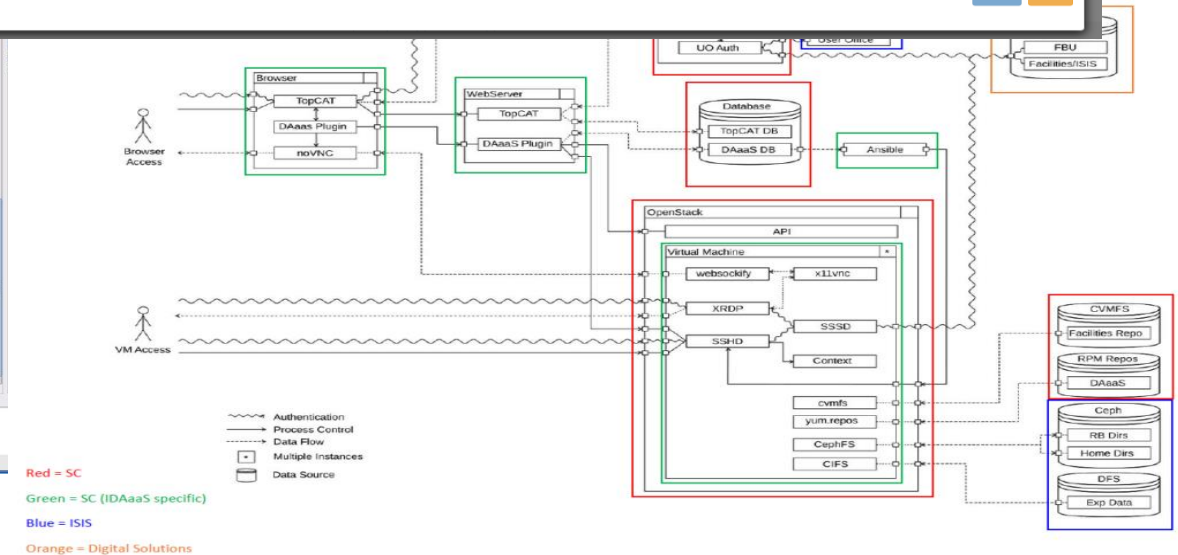 UO Auth
User Office
FBU
Facilities/ISIS
Browser
TopCAT
DAaas Plugin
noVNC
Browser
Access
WebServer
TopCAT
DAaaS Plugin
Database
TopCAT DB
DAaaS DB
Ansible
OpenStack
API
Virtual Machine
websockify
x11vnc
XRDP
SSSD
SSHD
Context
VM Access
cvmfs
yum.repos
CephFS
CIFS
CVMFS
Facilities Repo
RPM Repos
DAaaS
Ceph
RB Dirs
Home Dirs
DFS
Exp Data
Authentication
Process Control
Data Flow
Multiple Instances
Data Source
Red = SC
Green = SC (IDAaaS specific)
Blue = ISIS
Orange = Digital Solutions